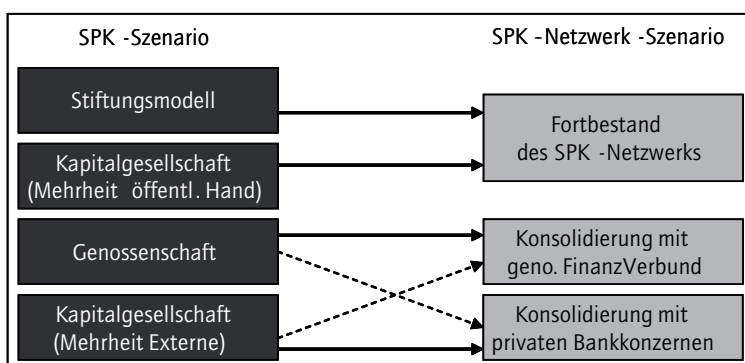 SPK -Szenario
SPK -Netzwerk -Szenario
Stiftungsmodell
Kapitalgesellschaft
(Mehrheit öffentl. Hand)
Genossenschaft
Kapitalgesellschaft
(Mehrheit Externe)
Fortbestand
des SPK -Netzwerks
Konsolidierung mit
geno. FinanzVerbund
Konsolidierung mit
privaten Bankkonzernen